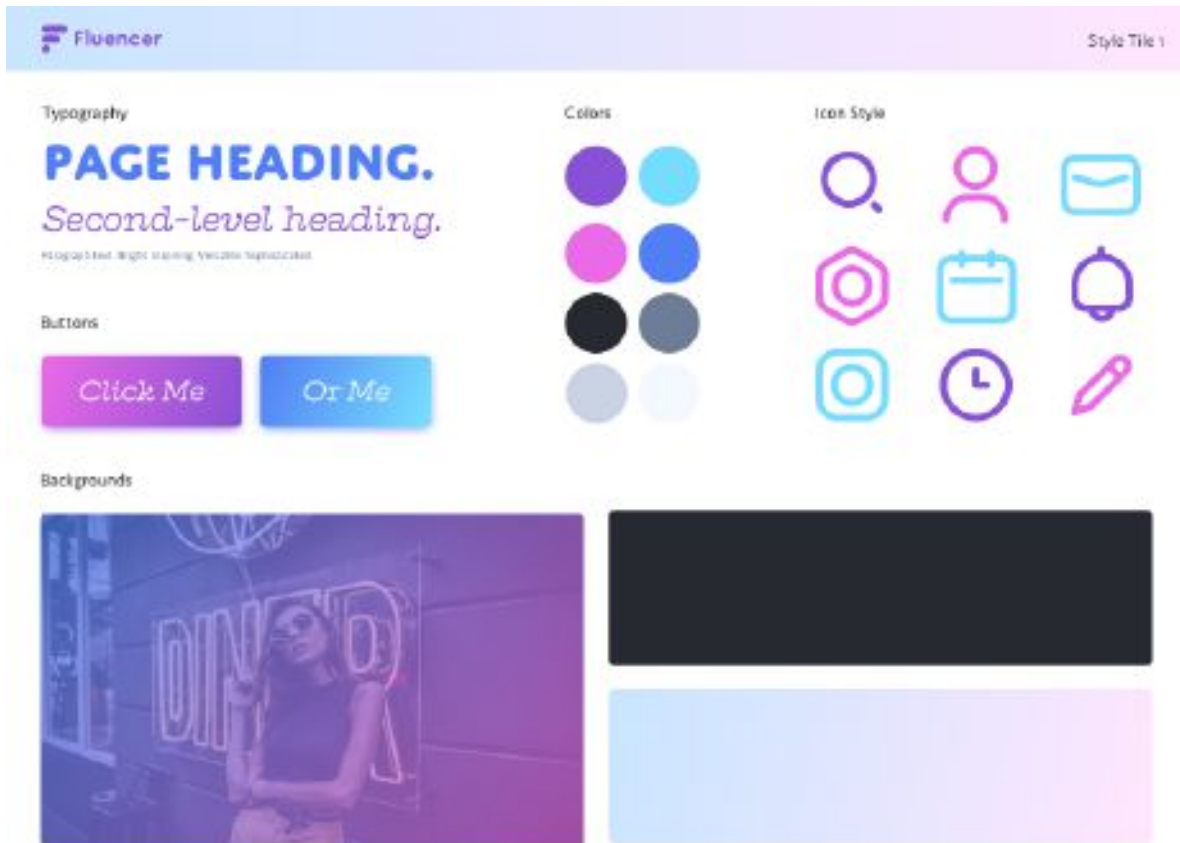 Fluencer
Style Tile 1
Typography
PAGE HEADING.
Second-level heading.
Colors
Icon Style
Buttons
Click Me
Or Me
Backgrounds
DINER